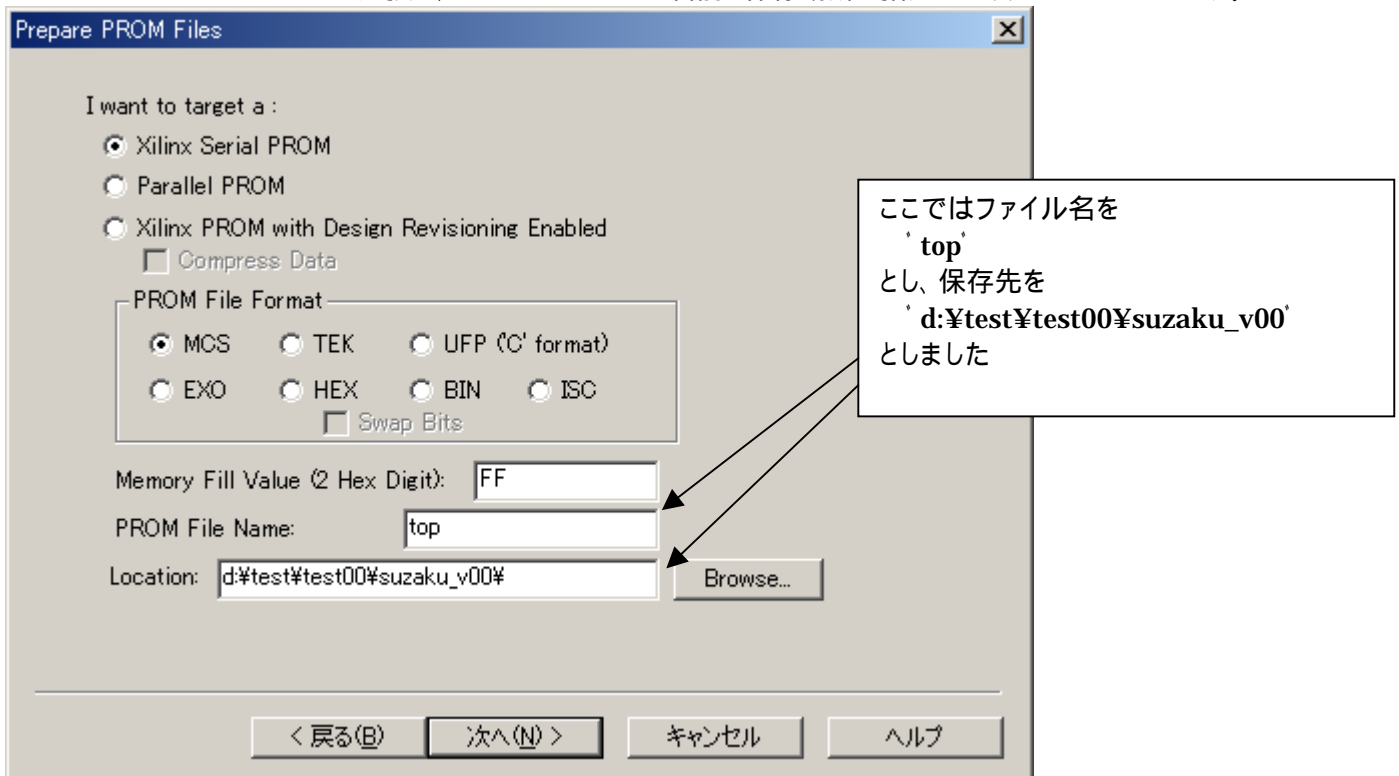 Prepare PROM Files
I want to target a :
Xilinx Serial PROM
Parallel PROM
Xilinx PROM with Design Revisioning Enabled
Compress Data
PROM File Format
MCS TEK UFP ('C' format)
EXO HEX BIN ISC
Swap Bits
Memory Fill Value (2 Hex Digit): FF
PROM File Name: top
Location: d:¥test¥test00¥suzaku_v00¥ Browse...
< 戻る(B) 次へ(N) > キャンセル ヘルプ
ここではファイル名を
‘top‘
とし、保存先を
‘d:¥test¥test00¥suzaku_v00‘
としました